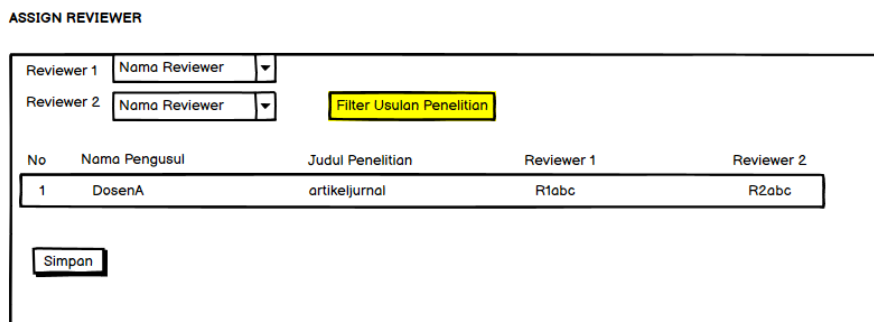 ASSIGN REVIEWER
Reviewer 1 Nama Reviewer
Reviewer 2 Nama Reviewer Filter Usulan Penelitian
No Nama Pengusul Judul Penelitian Reviewer 1 Reviewer 2
1 DosenA artikeljurnal R1abc R2abc
Simpan